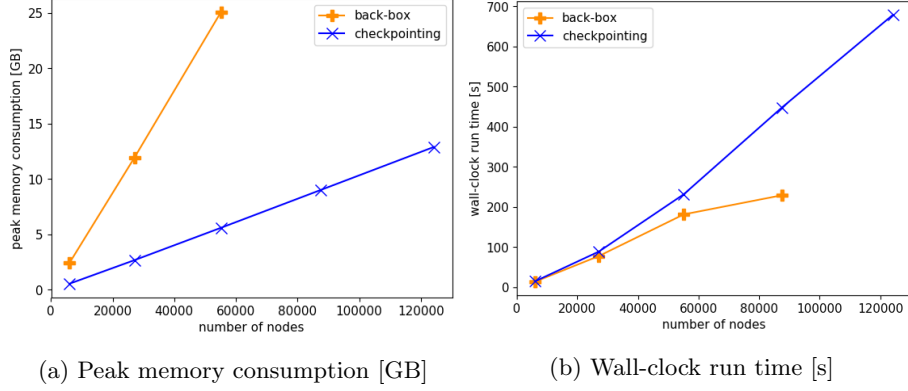 25
20
15
10
5
0
peak memory consumption [GB]
back-box
checkpointing
0 20000 40000 60000 80000 100000 120000
number of nodes
(a) Peak memory consumption [GB]
700
600
500
400
300
200
100
0
wall-clock run time [s]
back-box
checkpointing
0 20000 40000 60000 80000 100000 120000
number of nodes
(b) Wall-clock run time [s]